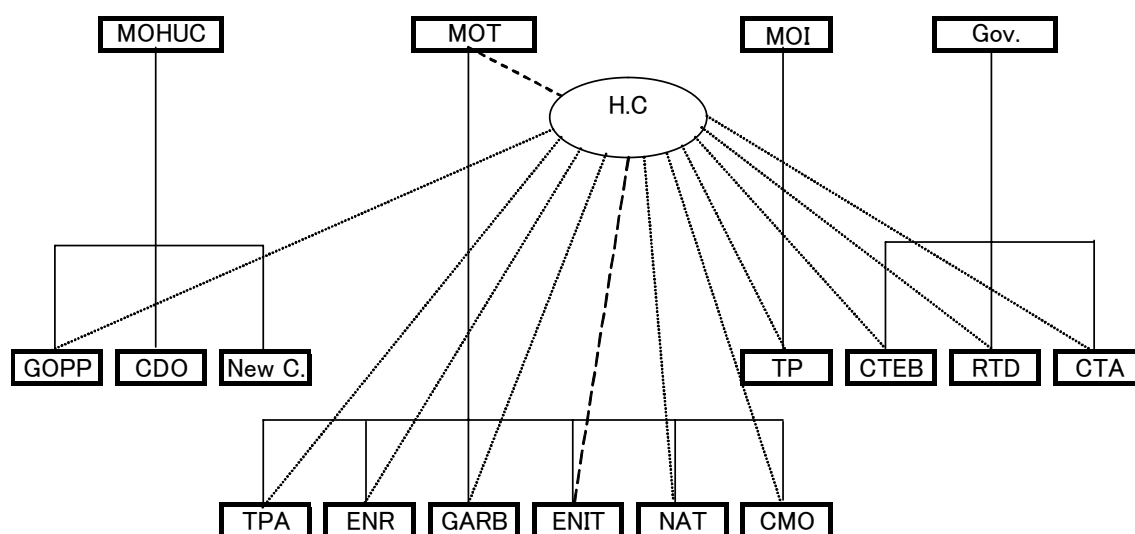 MOHUC
MOT
MOI
Gov.
H.C
GOPP
CDO
New C.
TP
CTEB
RTD
CTA
TPA
ENR
GARB
ENIT
NAT
CMO